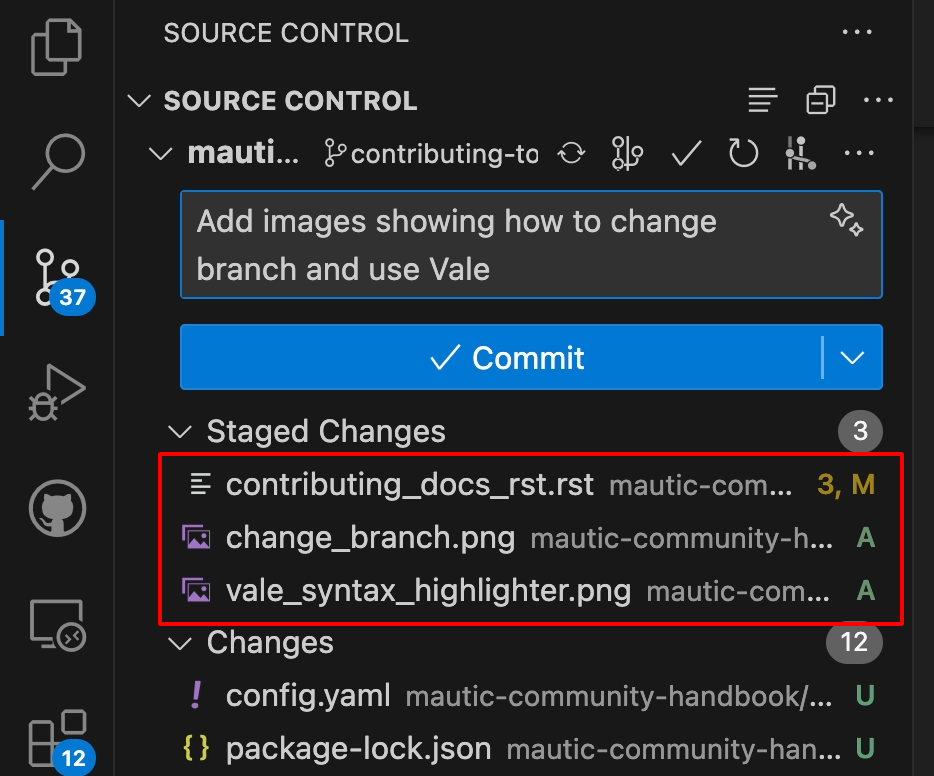 SOURCE CONTROL
SOURCE CONTROL
mauti... contributing-to
Add images showing how to change
branch and use Vale
37
Commit
Staged Changes 3
contributing_docs_rst.rst mautic-com... 3, M
change_branch.png mautic-community-h... A
vale_syntax_highlighter.png mautic-com... A
Changes 12
! config.yaml mautic-community-handbook/... U
{} package-lock.json mautic-community-han... U
12